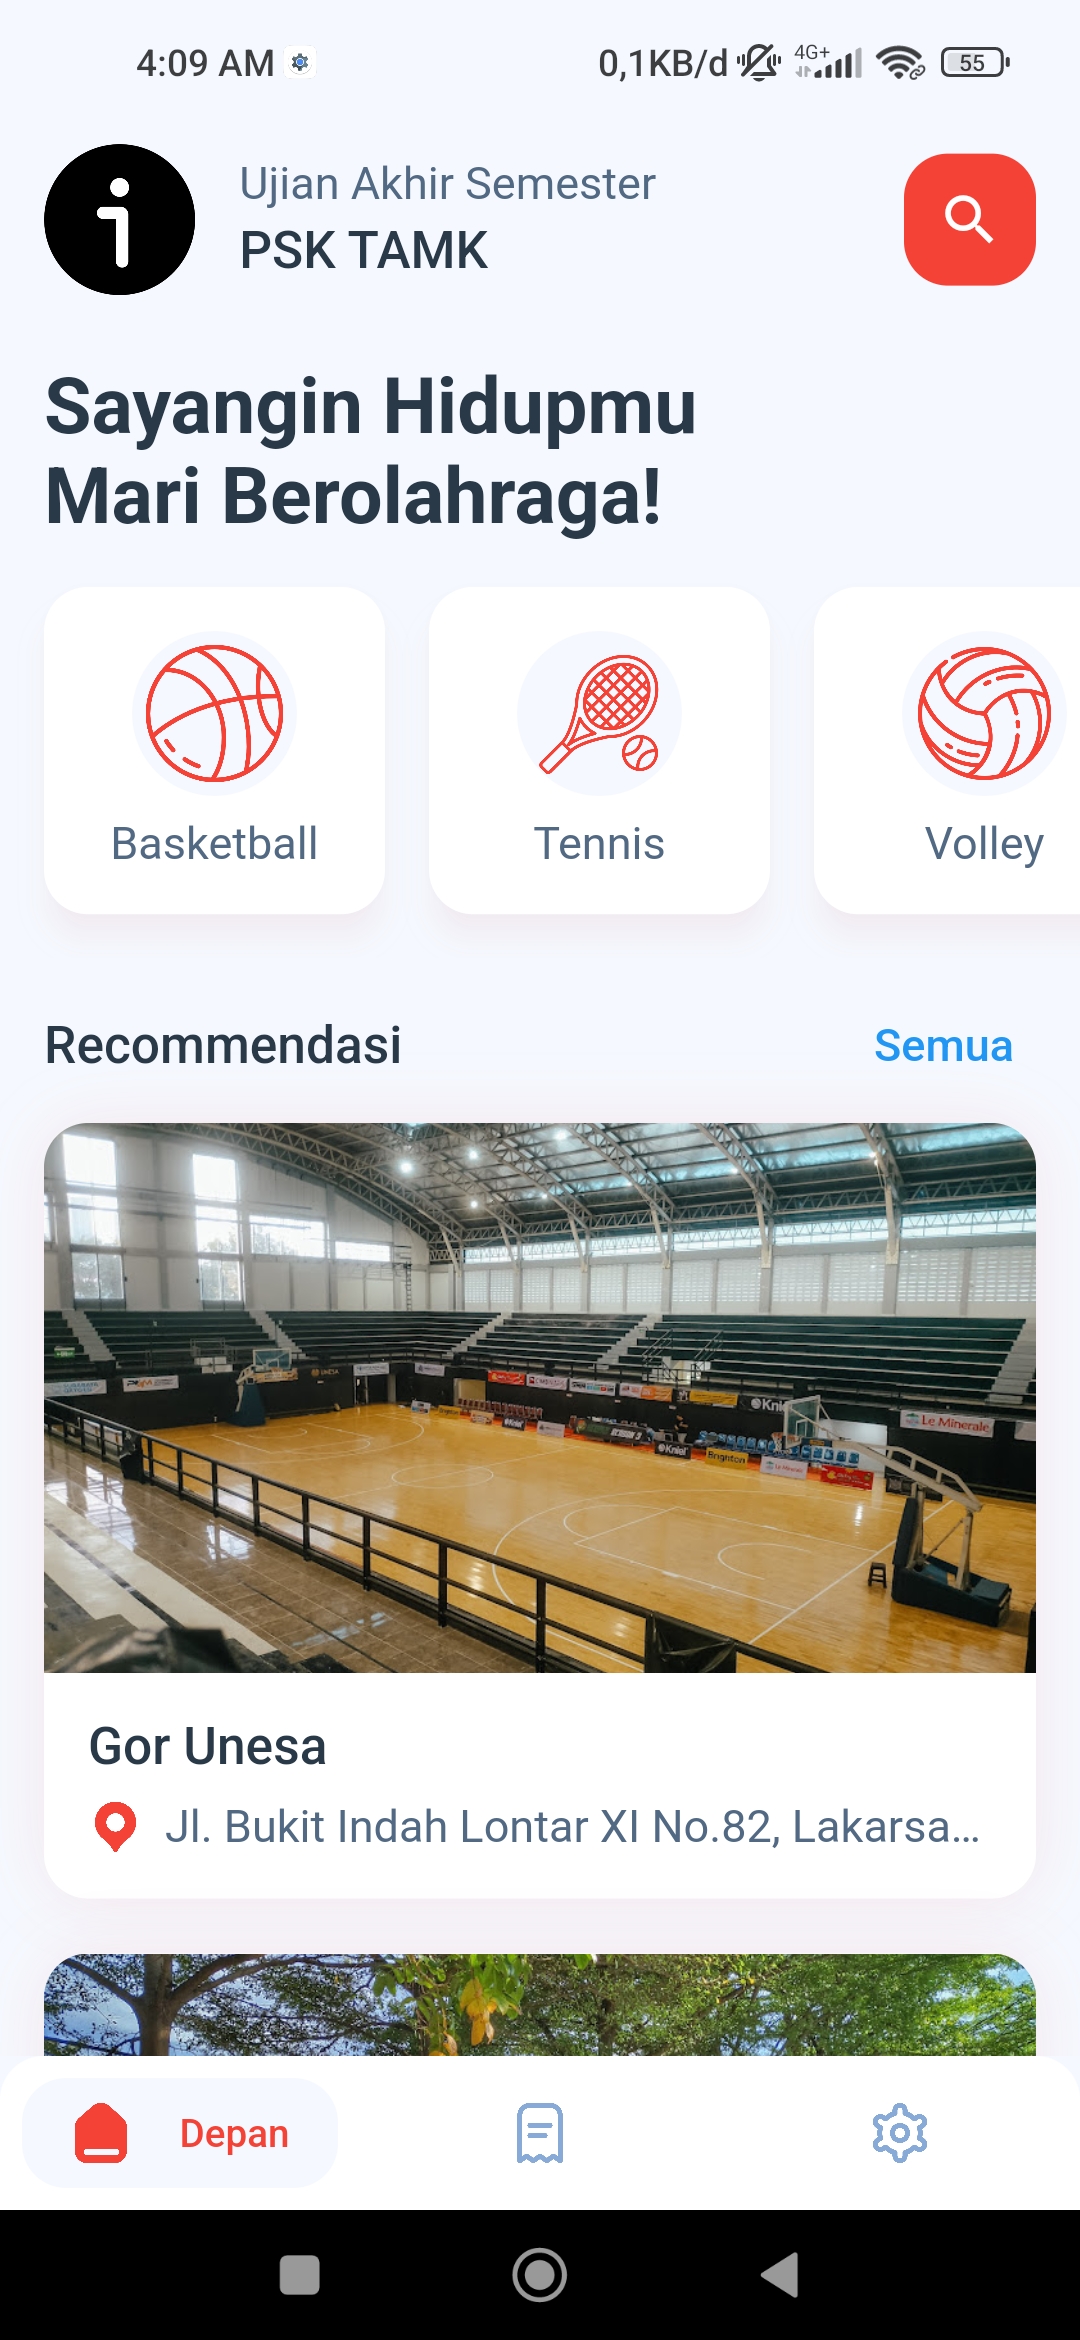 4:09 AM
0,1KB/d
4G+
55
Ujian Akhir Semester
PSK TAMK
Sayangin Hidupmu
Mari Berolahraga!
Basketball
Tennis
Volley
Recommendasi
Semua
Le Minerale
Brighton
Gor Unesa
Jl. Bukit Indah Lontar XI No.82, Lakarsa...
Depan